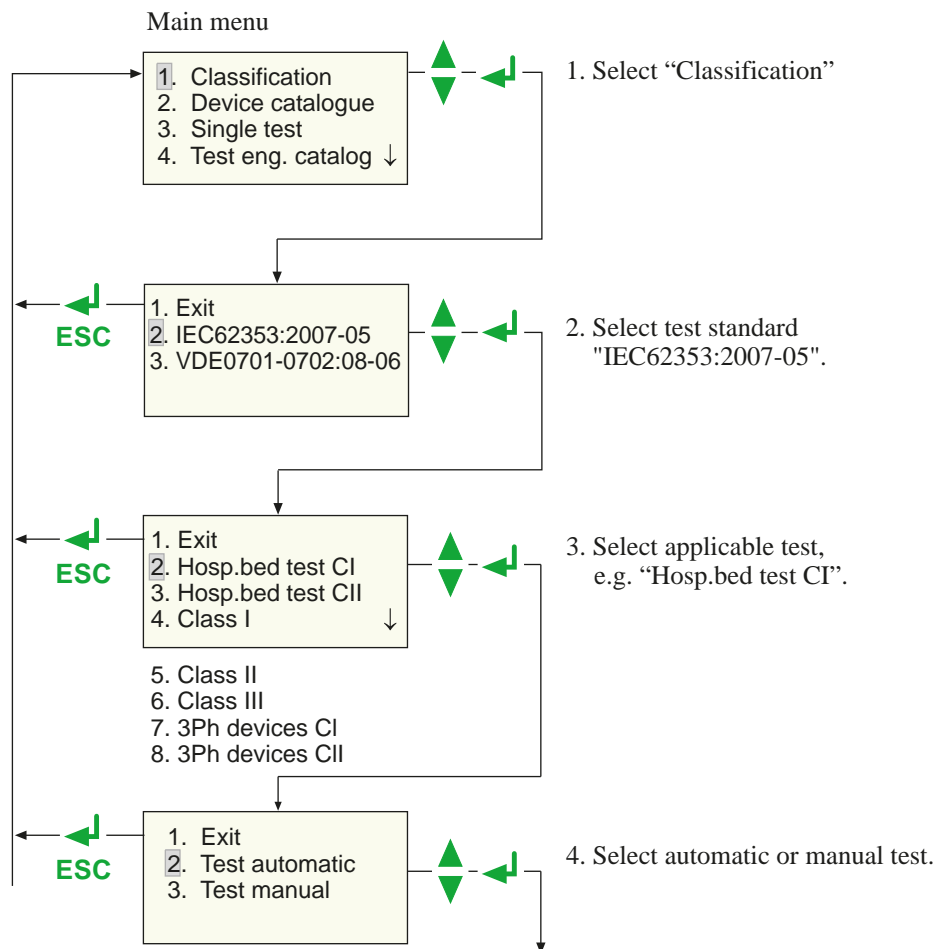 Main menu
1. Classification
2. Device catalogue
3. Single test
4. Test eng. catalog ↓
1. Select “Classification”
ESC
1. Exit
2. IEC62353:2007-05
3. VDE0701-0702:08-06
2. Select test standard
"IEC62353:2007-05".
ESC
1. Exit
2. Hosp.bed test CI
3. Hosp.bed test CII
4. Class I ↓
5. Class II
6. Class III
7. 3Ph devices CI
8. 3Ph devices CII
3. Select applicable test,
e.g. “Hosp.bed test CI”.
ESC
1. Exit
2. Test automatic
3. Test manual
4. Select automatic or manual test.